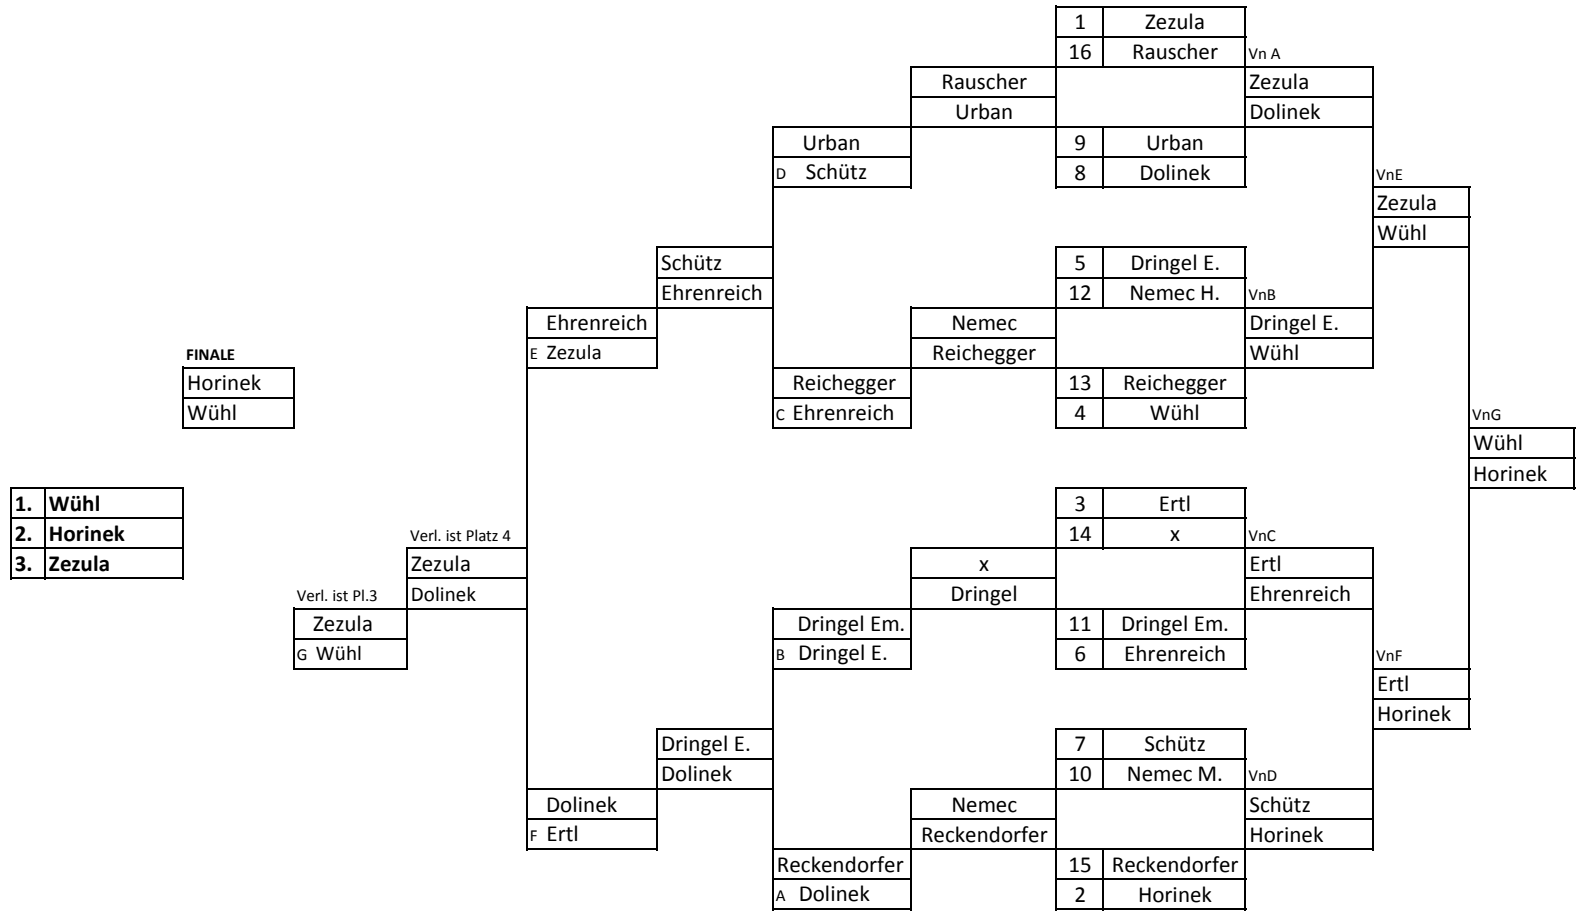 1 Zezula
16 Rauscher Vn A
Rauscher Zezula
Urban Dolinek
Urban 9 Urban
D Schütz 8 Dolinek VnE
Zezula
Wühl
Schütz 5 Dringel E.
Ehrenreich 12 Nemec H. VnB
Ehrenreich Nemec Dringel E.
FINALE E Zezula Reichegger Wühl
Horinek Reichegger 13 Reichegger
Wühl C Ehrenreich 4 Wühl VnG
Wühl
Horinek
1. Wühl 3 Ertl
2. Horinek Verl. ist Platz 4 14 x VnC
3. Zezula Zezula x Ertl
Verl. ist Pl.3 Dolinek Dringel Ehrenreich
Zezula Dringel Em. 11 Dringel Em.
G Wühl B Dringel E. 6 Ehrenreich VnF
Ertl
Horinek
Dringel E. 7 Schütz
Dolinek 10 Nemec M. VnD
Dolinek Nemec Schütz
F Ertl Reckendorfer Horinek
Reckendorfer 15 Reckendorfer
A Dolinek 2 Horinek